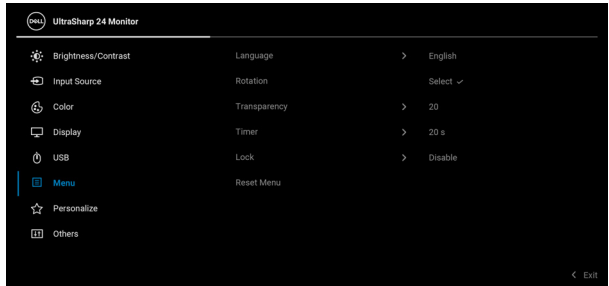 DELL UltraSharp 24 Monitor
Brightness/Contrast Language > English
Input Source Rotation Select ✓
Color Transparency > 20
Display Timer > 20 s
USB Lock > Disable
Menu Reset Menu
Personalize
Others
< Exit